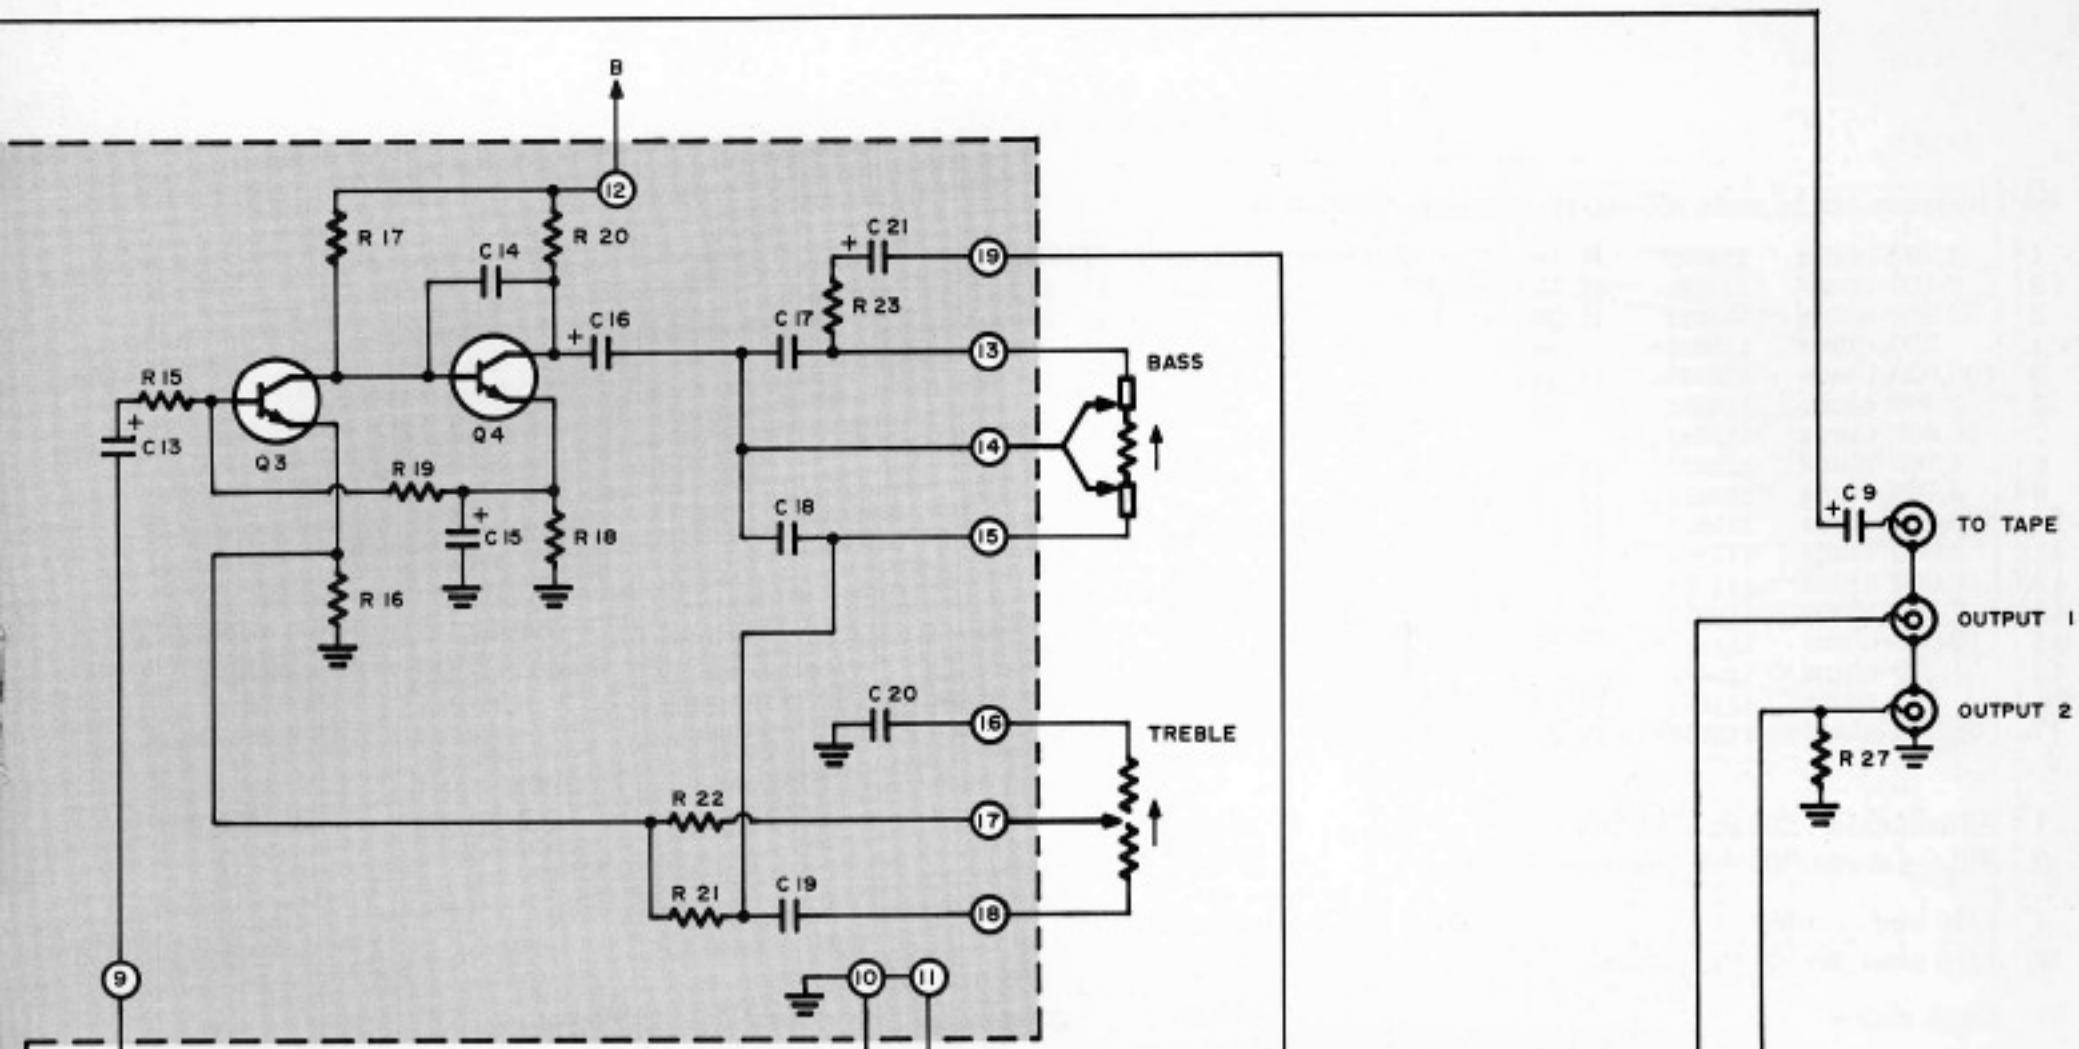 B
12
R 17
R 20
C 14
C 21
+
19
R 23
C 16
+
C 17
13
BASS
R 15
+
C 13
Q 3
Q 4
14
R 19
+
C 15
R 18
C 18
15
C 9
+
TO TAPE
R 16
OUTPUT 1
C 20
16
TREBLE
OUTPUT 2
R 27
R 22
17
R 21
C 19
18
9
10
11